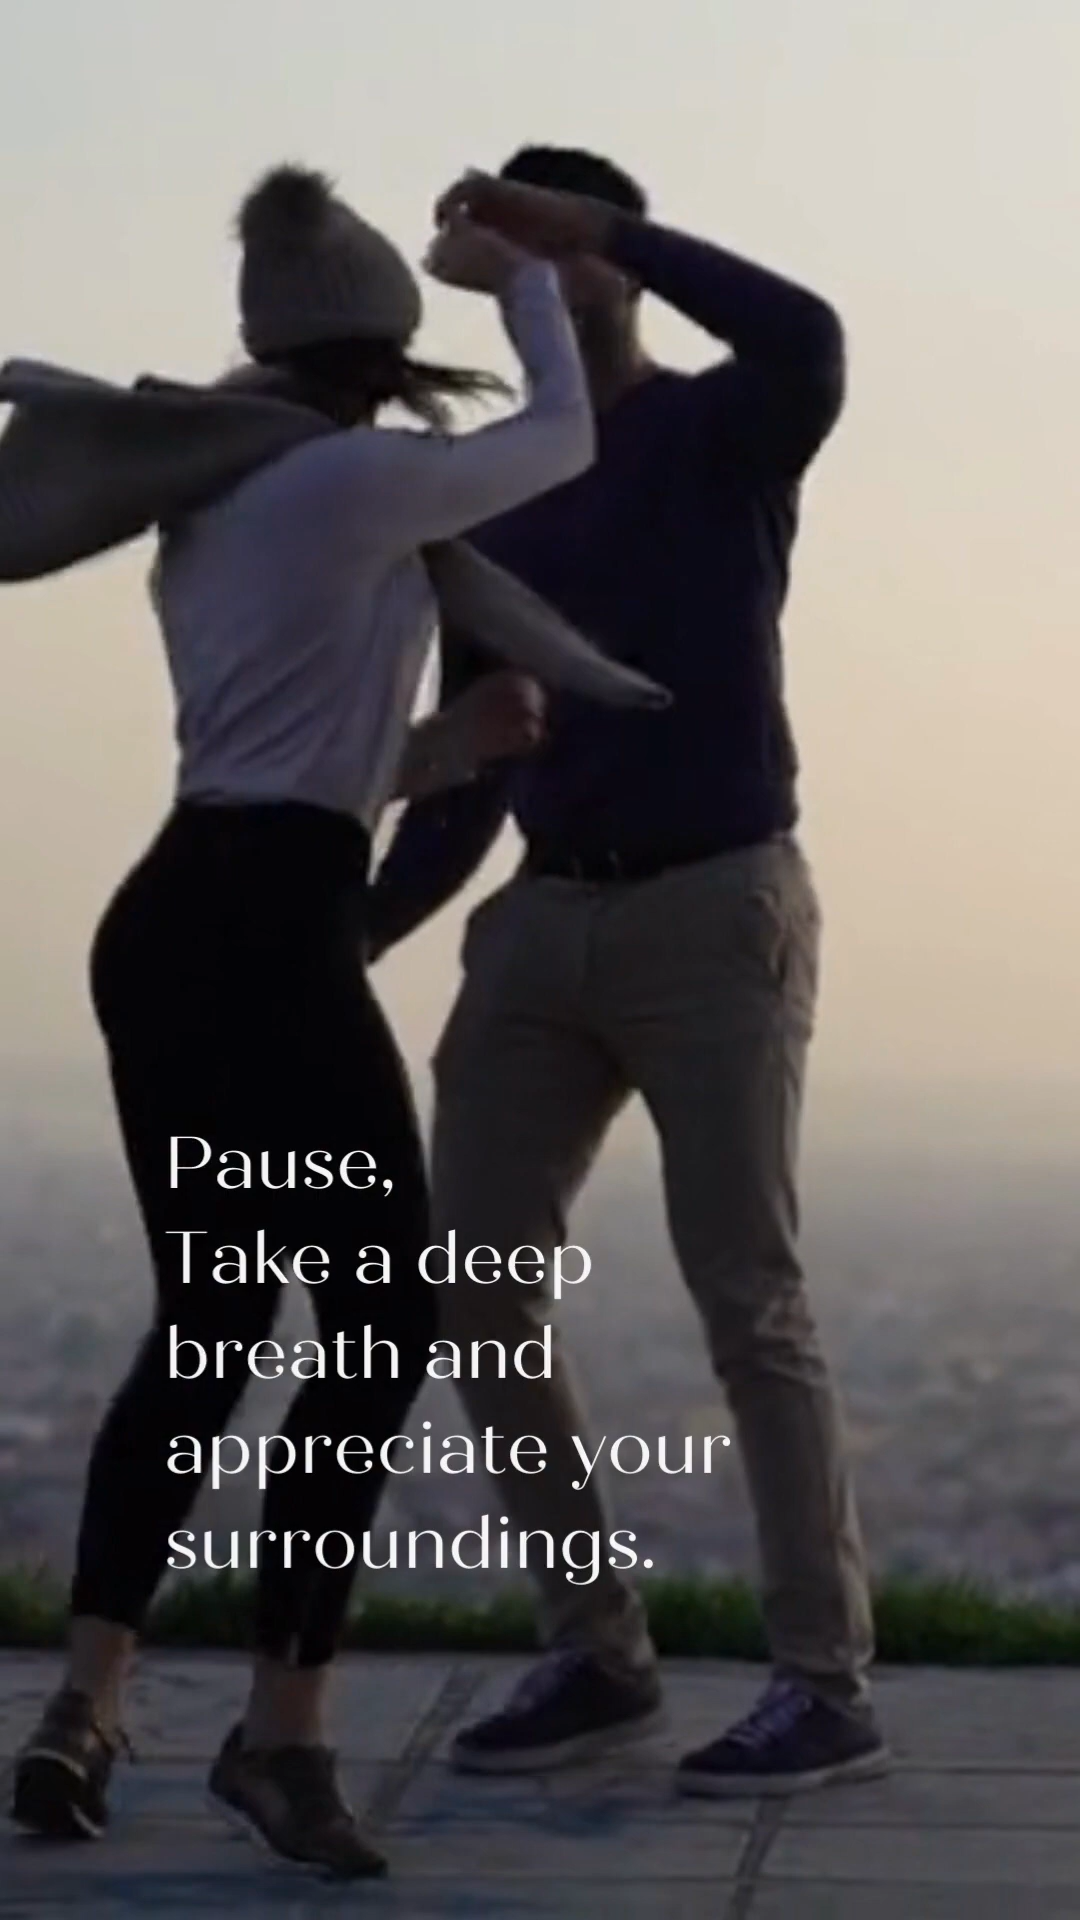 Pause,
Take a deep
breath and
appreciate your
surroundings.